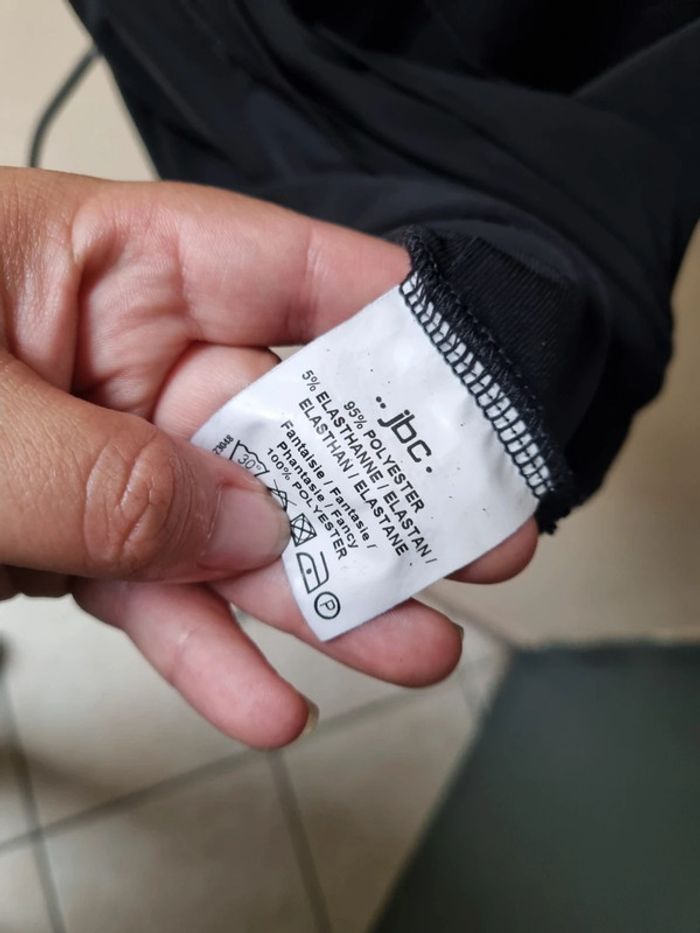 jbc
95% POLYESTER
5% ELASTHANNE / ELASTAN /
ELASTHAN / ELASTANE
Fantaisie / Fantasie /
Phantasie / Fancy
100% POLYESTER
30°
P